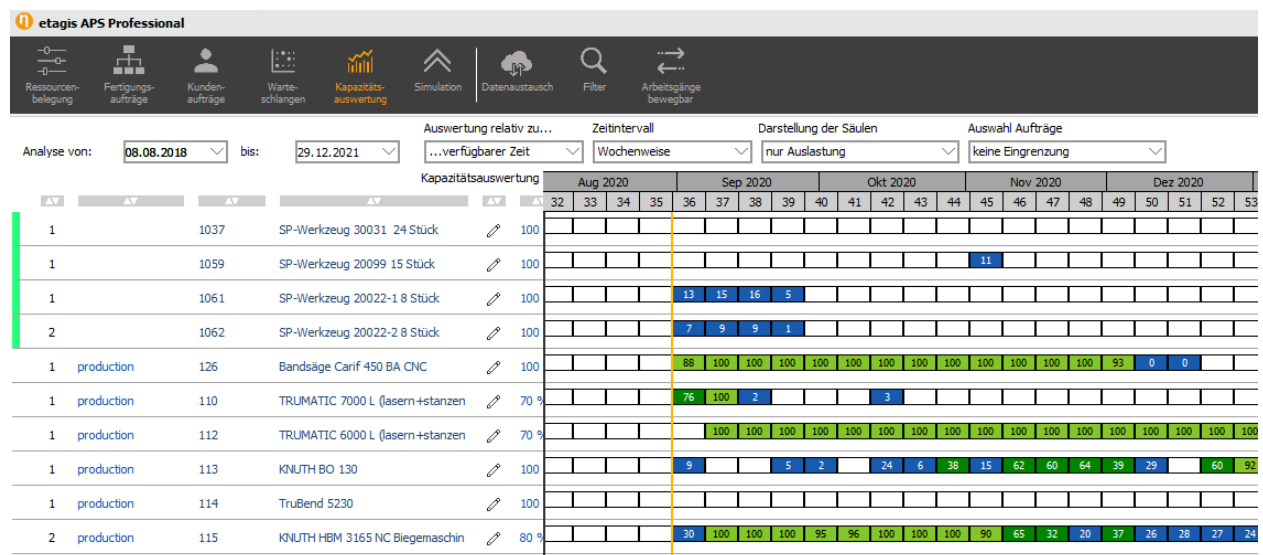 etagis APS Professional
Ressourcen-belegung Fertigungs-aufträge Kunden-aufträge Warte-schlangen Kapazitäts-auswertung Simulation Datenaustausch Filter Arbeitsgänge bewegbar
Auswertung relativ zu... Zeitintervall Darstellung der Säulen Auswahl Aufträge
Analyse von: 08.08.2018 bis: 29.12.2021 ...verfügbarer Zeit Wochenweise nur Auslastung keine Eingrenzung
Kapazitätsauswertung Aug 2020 Sep 2020 Okt 2020 Nov 2020 Dez 2020
32 33 34 35 36 37 38 39 40 41 42 43 44 45 46 47 48 49 50 51 52 53
1 1037 SP-Werkzeug 30031 24 Stück 100
1 1059 SP-Werkzeug 20099 15 Stück 100 11
1 1061 SP-Werkzeug 20022-1 8 Stück 100 13 15 16 5
2 1062 SP-Werkzeug 20022-2 8 Stück 100 7 9 9 1
1 production 126 Bandsäge Carif 450 BA CNC 100 88 100 100 100 100 100 100 100 100 100 100 100 100 93 0 0
1 production 110 TRUMATIC 7000 L (lasern+stanzen 70 % 76 100 2 3
1 production 112 TRUMATIC 6000 L (lasern+stanzen 70 % 100 100 100 100 100 100 100 100 100 100 100 100 100 100 100 100 100
1 production 113 KNUTH BO 130 100 9 5 2 24 6 38 15 62 60 64 39 29 60 92
1 production 114 TruBend 5230 100
2 production 115 KNUTH HBM 3165 NC Biegemaschin 80 % 30 100 100 100 95 96 100 100 100 90 65 32 20 37 26 28 27 24